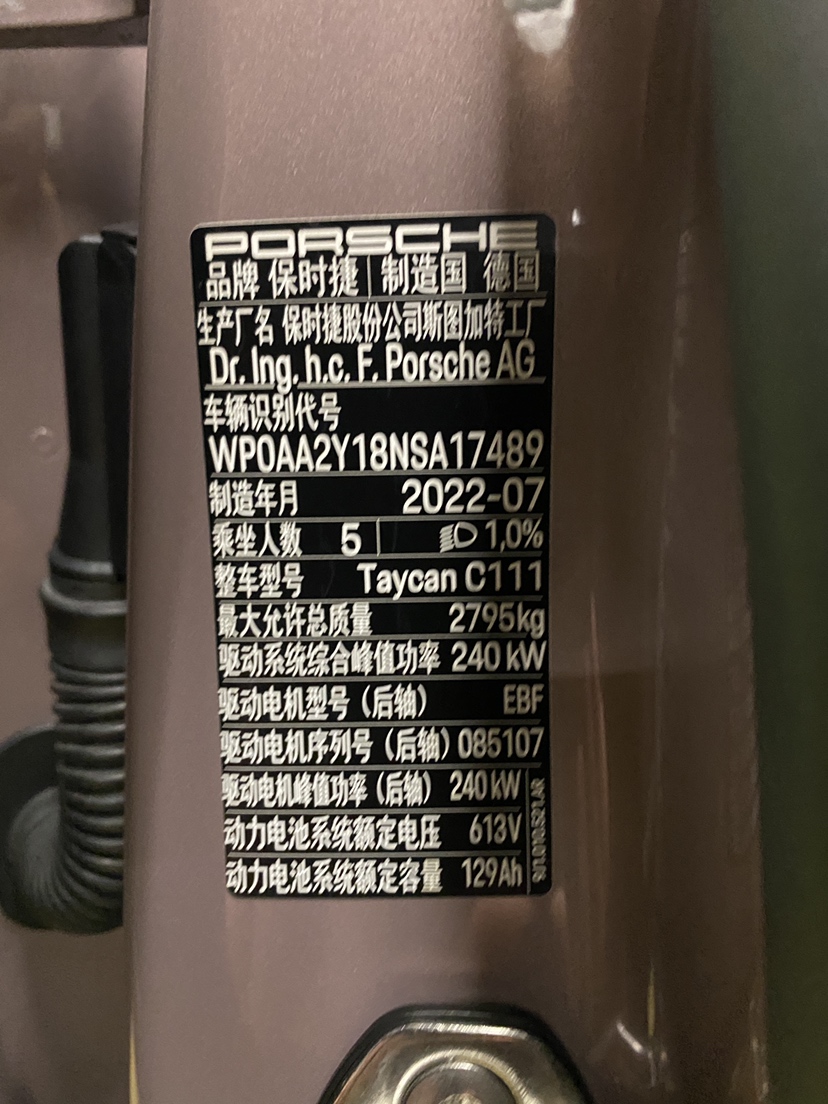 PORSCHE
品牌 保时捷 制造国 德国
生产厂名 保时捷股份公司斯图加特工厂
Dr. Ing. h.c. F. Porsche AG
车辆识别代号
WP0AA2Y18NSA17489
制造年月 2022-07
乘坐人数 5 1,0%
整车型号 Taycan C111
最大允许总质量 2795kg
驱动系统综合峰值功率 240 kW
驱动电机型号（后轴） EBF
驱动电机序列号（后轴）085107
驱动电机峰值功率（后轴） 240 kW
动力电池系统额定电压 613V
动力电池系统额定容量 129Ah